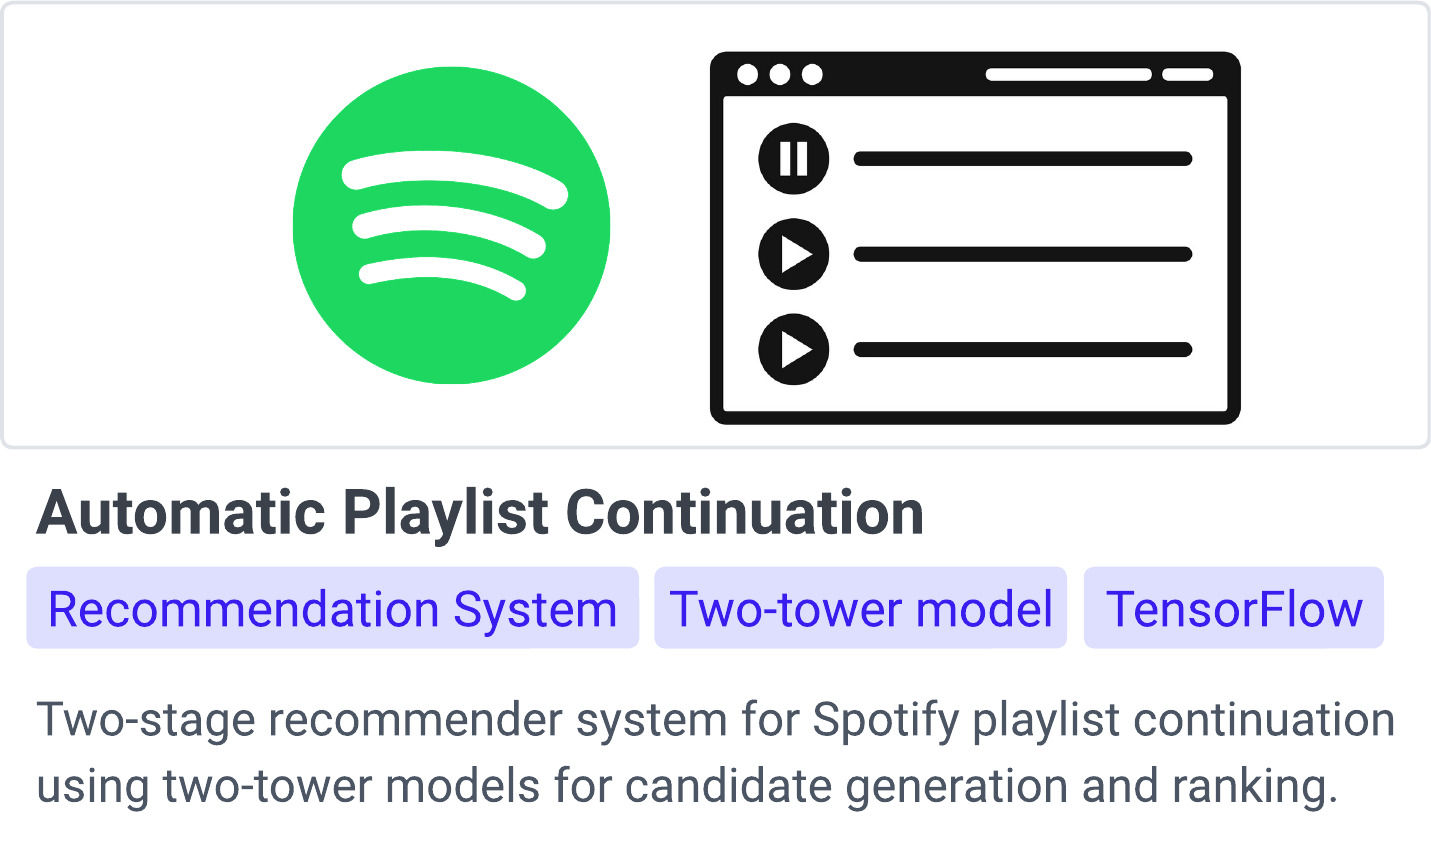 Automatic Playlist Continuation
Recommendation System Two-tower model TensorFlow
Two-stage recommender system for Spotify playlist continuation
using two-tower models for candidate generation and ranking.